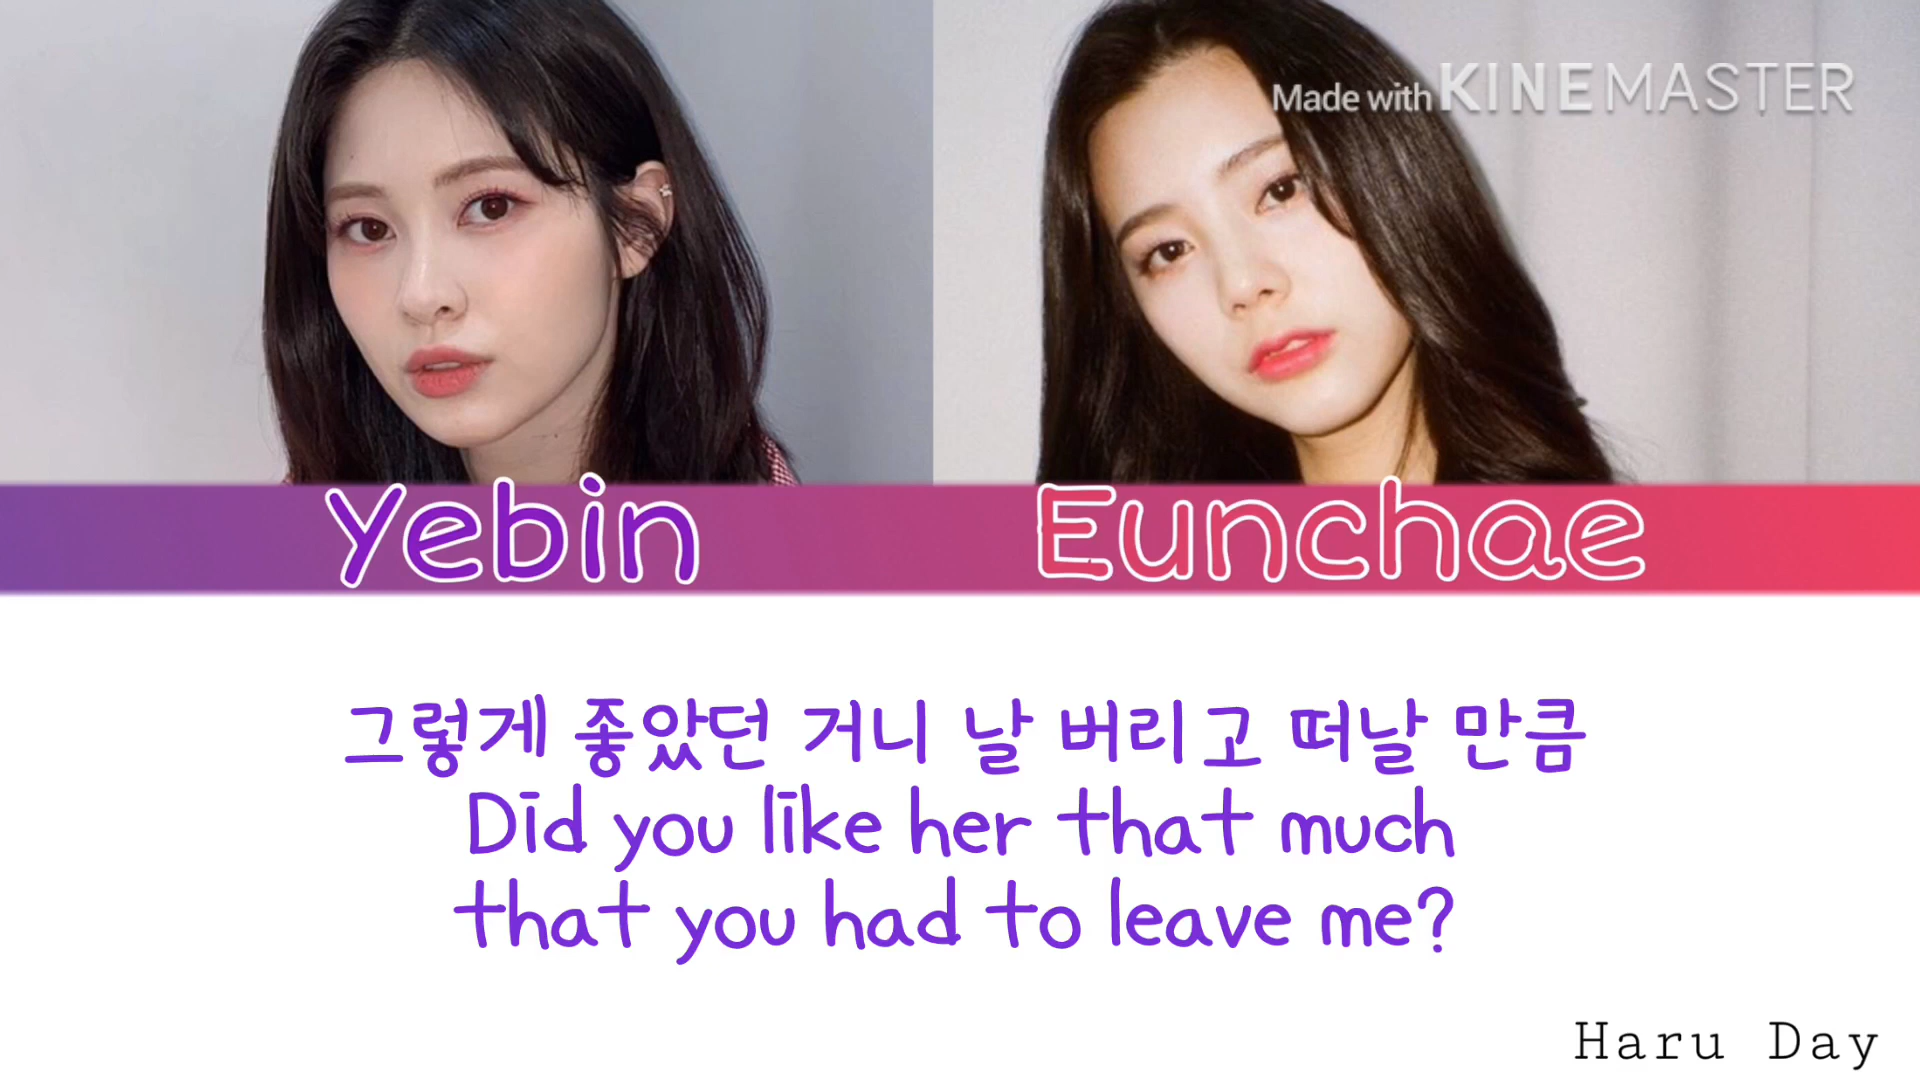 Made with KINEMASTER
Yebin
Eunchae
그렇게 좋았던 거니 날 버리고 떠날 만큼
Did you like her that much
that you had to leave me?
Haru Day